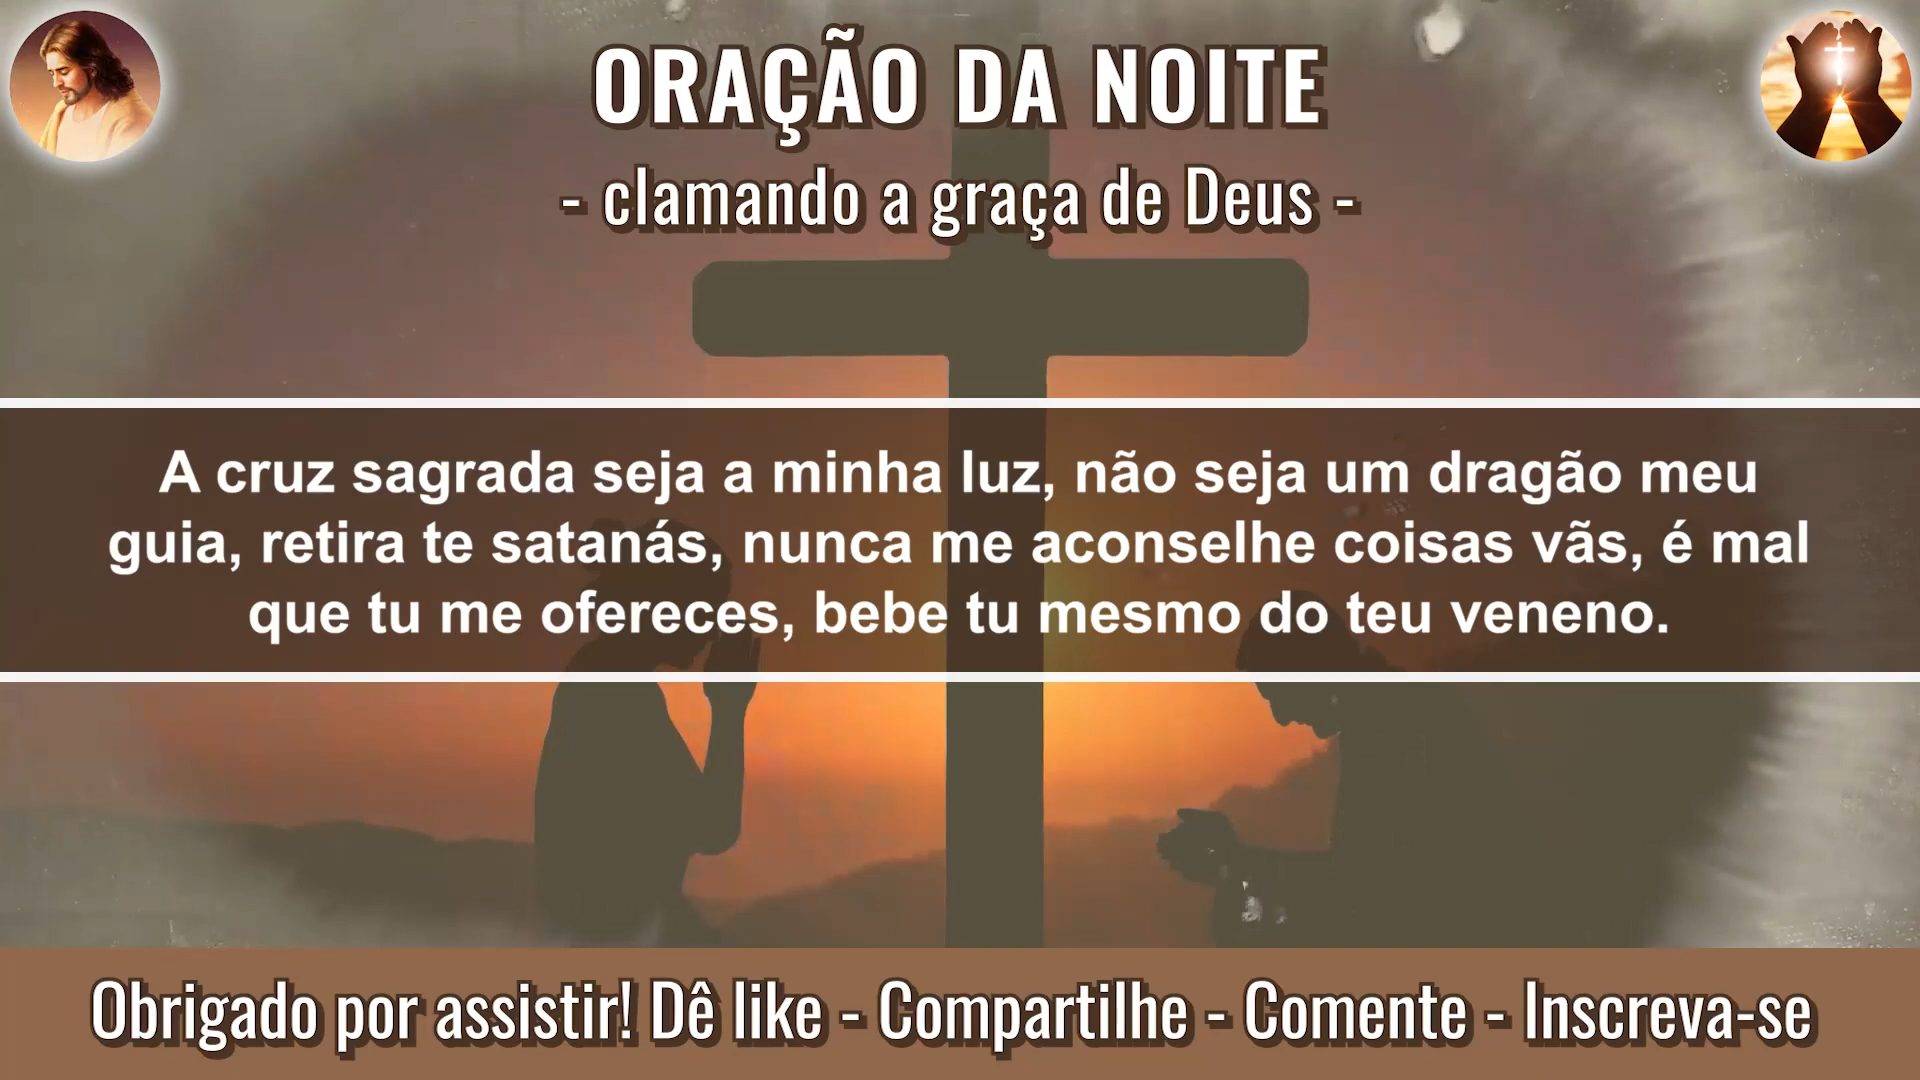 ORAÇÃO DA NOITE
- clamando a graça de Deus -
A cruz sagrada seja a minha luz, não seja um dragão meu
guia, retira te satanás, nunca me aconselhe coisas vãs, é mal
que tu me ofereces, bebe tu mesmo do teu veneno.
Obrigado por assistir! Dê like - Compartilhe - Comente - Inscreva-se